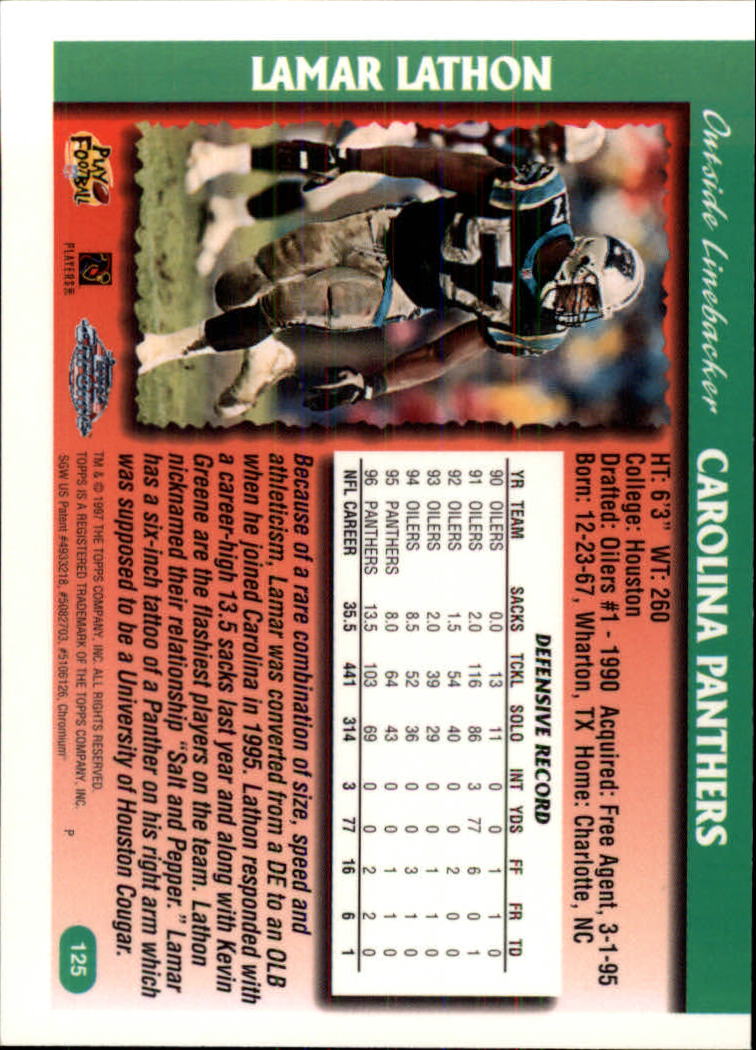 LAMAR LATHON
Outside Linebacker CAROLINA PANTHERS
HT: 6'3" WT: 260
College: Houston
Drafted: Oilers #1 - 1990 Acquired: Free Agent, 3-1-95
Born: 12-23-67, Wharton, TX Home: Charlotte, NC
57
DEFENSIVE RECORD
YR TEAM SACKS TCKL SOLO INT YDS FF FR TD
90 OILERS 0.0 13 11 0 0 1 1 0
91 OILERS 2.0 116 86 3 77 6 0 1
92 OILERS 1.5 54 40 0 0 2 0 0
93 OILERS 2.0 39 29 0 0 1 1 0
94 OILERS 8.5 52 36 0 0 3 1 0
95 PANTHERS 8.0 64 43 0 0 1 1 0
96 PANTHERS 13.5 103 69 0 0 2 2 0
NFL CAREER 35.5 441 314 3 77 16 6 1
Because of a rare combination of size, speed and
athleticism, Lamar was converted from a DE to an OLB
when he joined Carolina in 1995. Lathon responded with
a career-high 13.5 sacks last year and along with Kevin
Greene are the flashiest players on the team. Lathon
nicknamed their relationship "Salt and Pepper." Lamar
has a six-inch tattoo of a Panther on his right arm which
was supposed to be a University of Houston Cougar.
PLAY
FOOTBALL
PLAYERS
TM & © 1997 THE TOPPS COMPANY, INC. ALL RIGHTS RESERVED.
TOPPS IS A REGISTERED TRADEMARK OF THE TOPPS COMPANY, INC.
SGW US Patent #4933218, #5082703, #5106126, Chromium
P
125